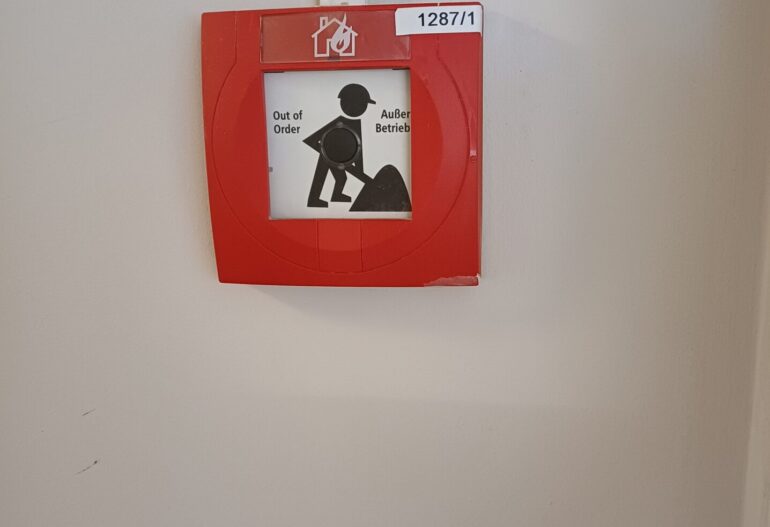 1287/1
Out of
Order
Außer
Betrieb